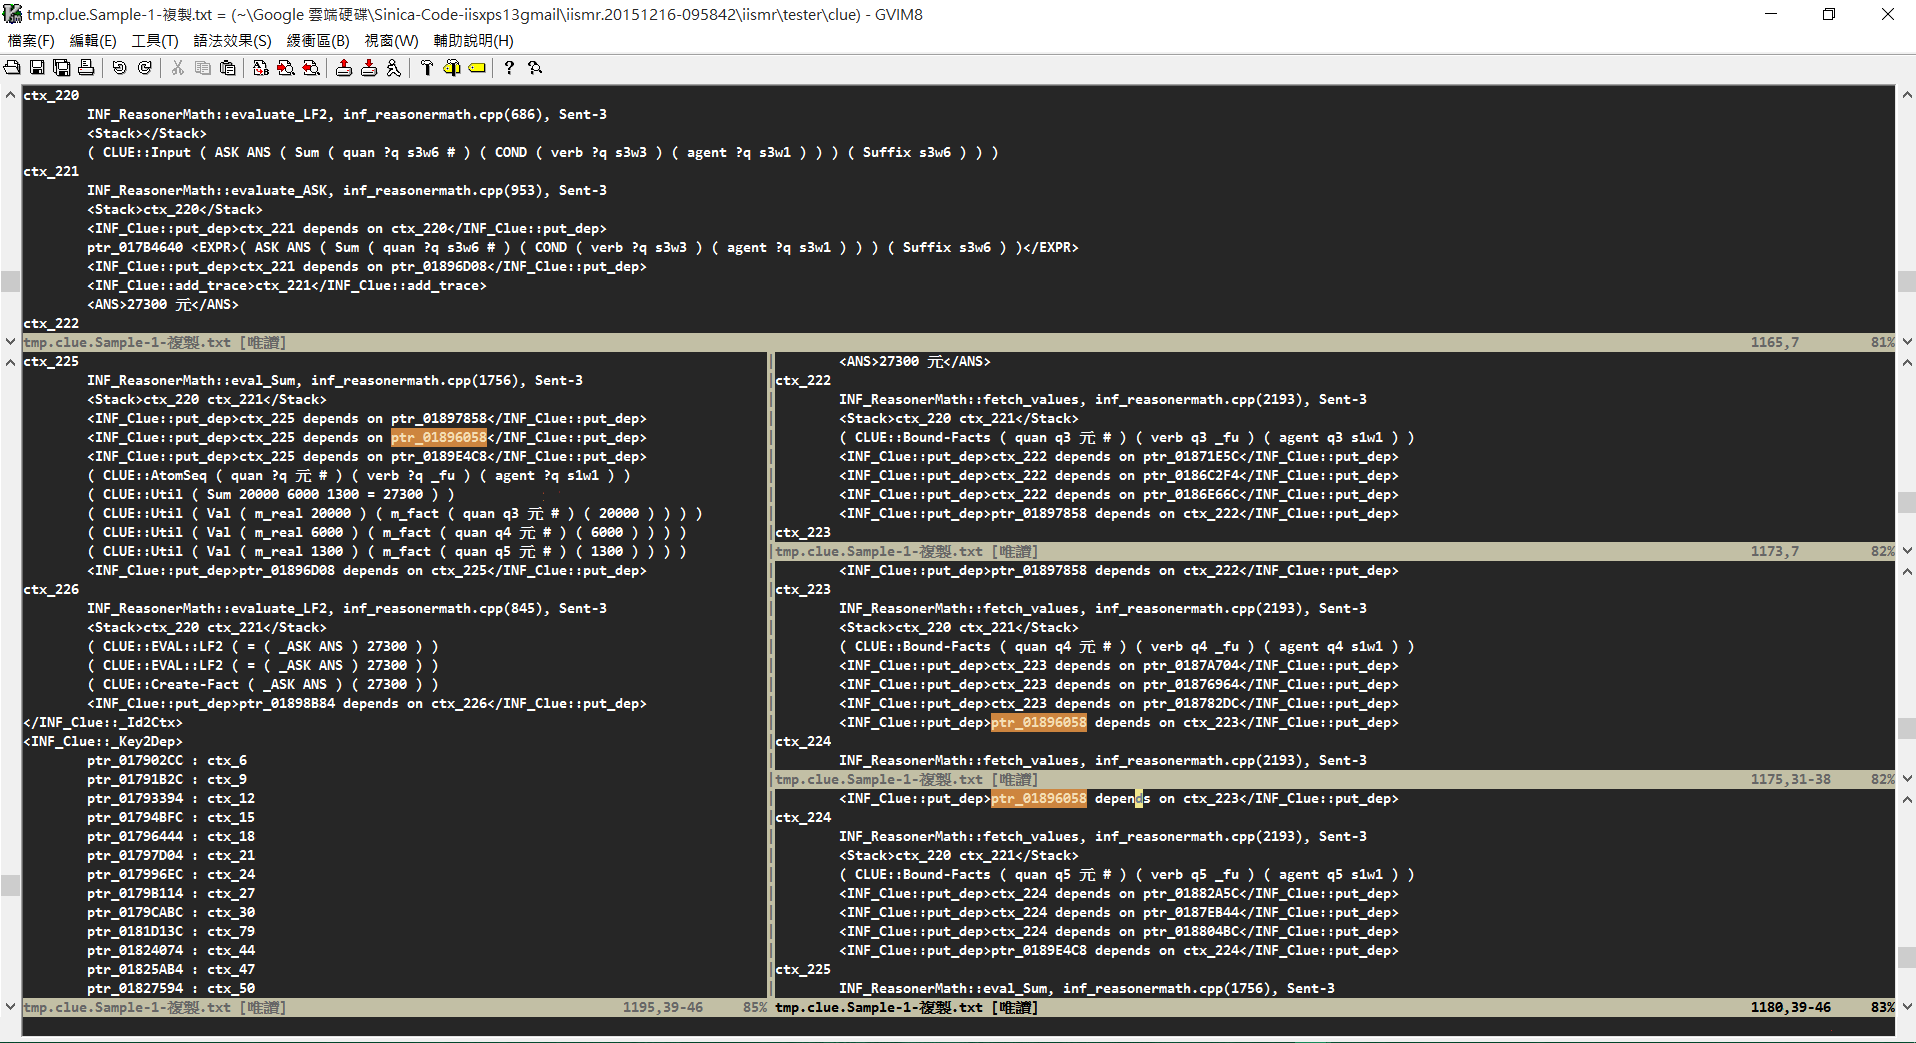 tmp.clue.Sample-1-複製.txt = (~\Google 雲端硬碟\Sinica-Code-iisxps13gmail\iismr.20151216-095842\iismr\tester\clue) - GVIM8
檔案(F) 編輯(E) 工具(T) 語法效果(S) 緩衝區(B) 視窗(W) 輔助說明(H)
ctx_220
INF_ReasonerMath::evaluate_LF2, inf_reasonermath.cpp(686), Sent-3
<Stack></Stack>
( CLUE::Input ( ASK ANS ( Sum ( quan ?q s3w6 # ) ( COND ( verb ?q s3w3 ) ( agent ?q s3w1 ) ) ) ( Suffix s3w6 ) ) )
ctx_221
INF_ReasonerMath::evaluate_ASK, inf_reasonermath.cpp(953), Sent-3
<Stack>ctx_220</Stack>
<INF_Clue::put_dep>ctx_221 depends on ctx_220</INF_Clue::put_dep>
ptr_017B4640 <EXPR>( ASK ANS ( Sum ( quan ?q s3w6 # ) ( COND ( verb ?q s3w3 ) ( agent ?q s3w1 ) ) ) ( Suffix s3w6 ) )</EXPR>
<INF_Clue::put_dep>ctx_221 depends on ptr_01896D08</INF_Clue::put_dep>
<INF_Clue::add_trace>ctx_221</INF_Clue::add_trace>
<ANS>27300 元</ANS>
ctx_222
tmp.clue.Sample-1-複製.txt [唯讀] 1165,7 81%
ctx_225
INF_ReasonerMath::eval_Sum, inf_reasonermath.cpp(1756), Sent-3
<Stack>ctx_220 ctx_221</Stack>
<INF_Clue::put_dep>ctx_225 depends on ptr_01897858</INF_Clue::put_dep>
<INF_Clue::put_dep>ctx_225 depends on ptr_01896058</INF_Clue::put_dep>
<INF_Clue::put_dep>ctx_225 depends on ptr_0189E4C8</INF_Clue::put_dep>
( CLUE::AtomSeq ( quan ?q 元 # ) ( verb ?q _fu ) ( agent ?q s1w1 ) )
( CLUE::Util ( Sum 20000 6000 1300 = 27300 ) )
( CLUE::Util ( Val ( m_real 20000 ) ( m_fact ( quan q3 元 # ) ( 20000 ) ) ) )
( CLUE::Util ( Val ( m_real 6000 ) ( m_fact ( quan q4 元 # ) ( 6000 ) ) ) )
( CLUE::Util ( Val ( m_real 1300 ) ( m_fact ( quan q5 元 # ) ( 1300 ) ) ) )
<INF_Clue::put_dep>ptr_01896D08 depends on ctx_225</INF_Clue::put_dep>
ctx_226
INF_ReasonerMath::evaluate_LF2, inf_reasonermath.cpp(845), Sent-3
<Stack>ctx_220 ctx_221</Stack>
( CLUE::EVAL::LF2 ( = ( _ASK ANS ) 27300 ) )
( CLUE::EVAL::LF2 ( = ( _ASK ANS ) 27300 ) )
( CLUE::Create-Fact ( _ASK ANS ) ( 27300 ) )
<INF_Clue::put_dep>ptr_01898B84 depends on ctx_226</INF_Clue::put_dep>
</INF_Clue::_Id2Ctx>
<INF_Clue::_Key2Dep>
ptr_017902CC : ctx_6
ptr_01791B2C : ctx_9
ptr_01793394 : ctx_12
ptr_01794BFC : ctx_15
ptr_01796444 : ctx_18
ptr_01797D04 : ctx_21
ptr_017996EC : ctx_24
ptr_0179B114 : ctx_27
ptr_0179CABC : ctx_30
ptr_0181D13C : ctx_79
ptr_01824074 : ctx_44
ptr_01825AB4 : ctx_47
ptr_01827594 : ctx_50
tmp.clue.Sample-1-複製.txt [唯讀] 1195,39-46 85%
<ANS>27300 元</ANS>
ctx_222
INF_ReasonerMath::fetch_values, inf_reasonermath.cpp(2193), Sent-3
<Stack>ctx_220 ctx_221</Stack>
( CLUE::Bound-Facts ( quan q3 元 # ) ( verb q3 _fu ) ( agent q3 s1w1 ) )
<INF_Clue::put_dep>ctx_222 depends on ptr_01871E5C</INF_Clue::put_dep>
<INF_Clue::put_dep>ctx_222 depends on ptr_0186C2F4</INF_Clue::put_dep>
<INF_Clue::put_dep>ctx_222 depends on ptr_0186E66C</INF_Clue::put_dep>
<INF_Clue::put_dep>ptr_01897858 depends on ctx_222</INF_Clue::put_dep>
ctx_223
tmp.clue.Sample-1-複製.txt [唯讀] 1173,7 82%
<INF_Clue::put_dep>ptr_01897858 depends on ctx_222</INF_Clue::put_dep>
ctx_223
INF_ReasonerMath::fetch_values, inf_reasonermath.cpp(2193), Sent-3
<Stack>ctx_220 ctx_221</Stack>
( CLUE::Bound-Facts ( quan q4 元 # ) ( verb q4 _fu ) ( agent q4 s1w1 ) )
<INF_Clue::put_dep>ctx_223 depends on ptr_0187A704</INF_Clue::put_dep>
<INF_Clue::put_dep>ctx_223 depends on ptr_01876964</INF_Clue::put_dep>
<INF_Clue::put_dep>ctx_223 depends on ptr_018782DC</INF_Clue::put_dep>
<INF_Clue::put_dep>ptr_01896058 depends on ctx_223</INF_Clue::put_dep>
ctx_224
INF_ReasonerMath::fetch_values, inf_reasonermath.cpp(2193), Sent-3
tmp.clue.Sample-1-複製.txt [唯讀] 1175,31-38 82%
<INF_Clue::put_dep>ptr_01896058 depends on ctx_223</INF_Clue::put_dep>
ctx_224
INF_ReasonerMath::fetch_values, inf_reasonermath.cpp(2193), Sent-3
<Stack>ctx_220 ctx_221</Stack>
( CLUE::Bound-Facts ( quan q5 元 # ) ( verb q5 _fu ) ( agent q5 s1w1 ) )
<INF_Clue::put_dep>ctx_224 depends on ptr_01882A5C</INF_Clue::put_dep>
<INF_Clue::put_dep>ctx_224 depends on ptr_0187EB44</INF_Clue::put_dep>
<INF_Clue::put_dep>ctx_224 depends on ptr_018804BC</INF_Clue::put_dep>
<INF_Clue::put_dep>ptr_0189E4C8 depends on ctx_224</INF_Clue::put_dep>
ctx_225
INF_ReasonerMath::eval_Sum, inf_reasonermath.cpp(1756), Sent-3
tmp.clue.Sample-1-複製.txt [唯讀] 1180,39-46 83%